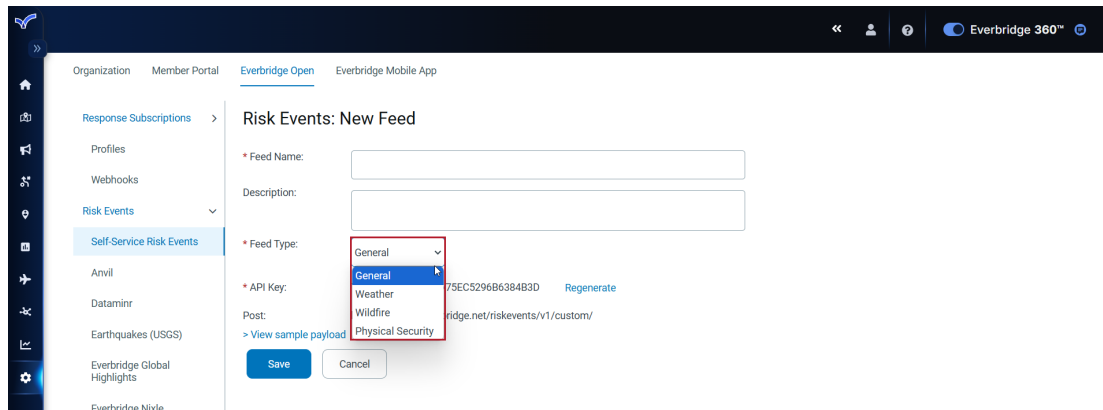 Everbridge 360™
Organization Member Portal Everbridge Open Everbridge Mobile App
Response Subscriptions
Profiles
Webhooks
Risk Events
Self-Service Risk Events
Anvil
Dataminr
Earthquakes (USGS)
Everbridge Global
Highlights
Everbridge Nixle
Risk Events: New Feed
* Feed Name:
Description:
* Feed Type:
General
General
Weather
Wildfire
Physical Security
* API Key: 75EC5296B6384B3D Regenerate
Post: ridge.net/riskevents/v1/custom/
> View sample payload
Save Cancel